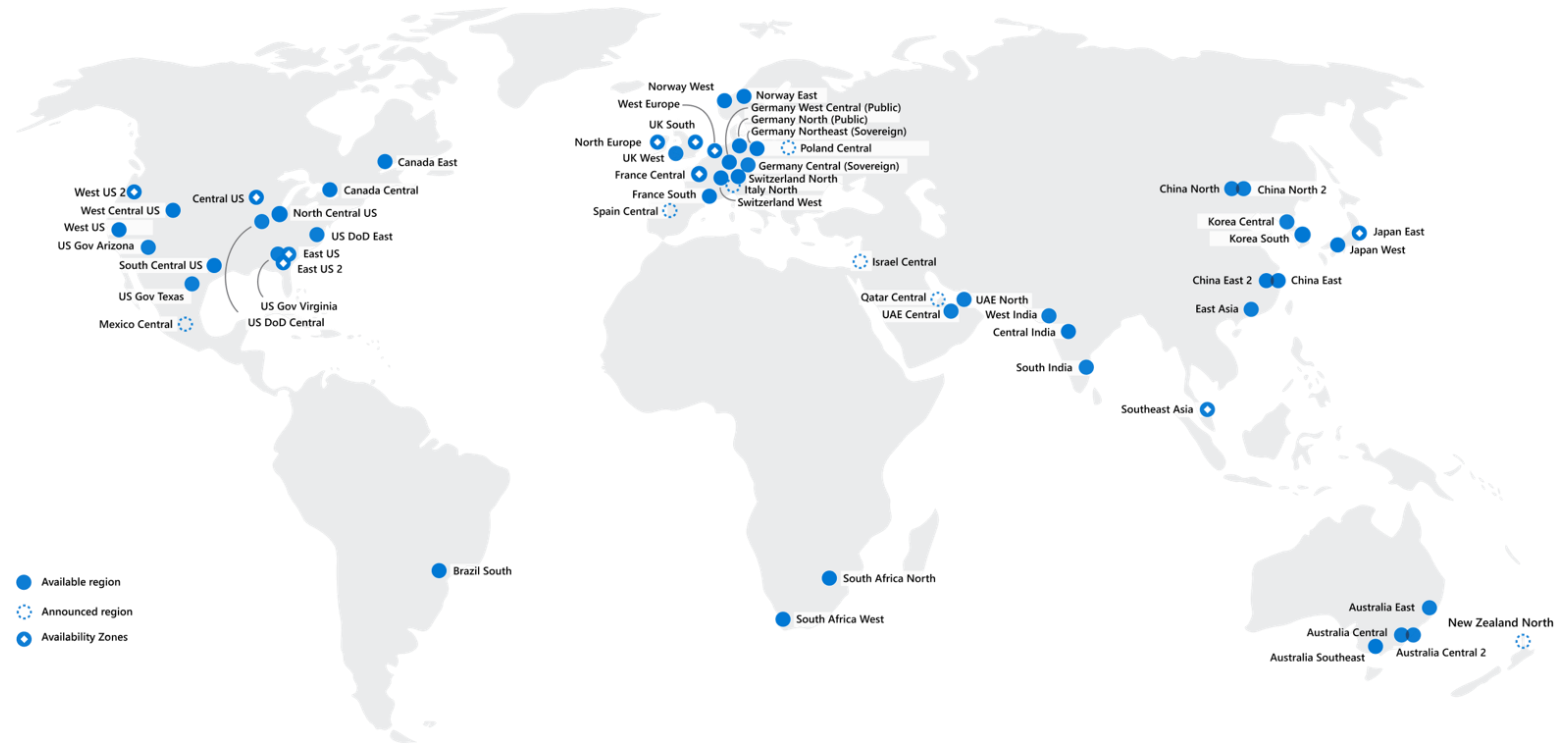 Norway West
Norway East
West Europe
Germany West Central (Public)
Germany North (Public)
UK South
Germany Northeast (Sovereign)
North Europe
Poland Central
UK West
Canada East
Germany Central (Sovereign)
France Central
Switzerland North
West US 2
Central US
Canada Central
Italy North
France South
Switzerland West
China North
China North 2
West Central US
North Central US
Spain Central
Korea Central
West US
US DoD East
Korea South
Japan East
US Gov Arizona
East US
Japan West
South Central US
East US 2
Israel Central
China East 2
China East
US Gov Texas
US Gov Virginia
Qatar Central
UAE North
UAE Central
West India
East Asia
Mexico Central
US DoD Central
Central India
South India
Southeast Asia
Brazil South
South Africa North
Available region
Announced region
Availability Zones
South Africa West
Australia East
New Zealand North
Australia Central
Australia Central 2
Australia Southeast